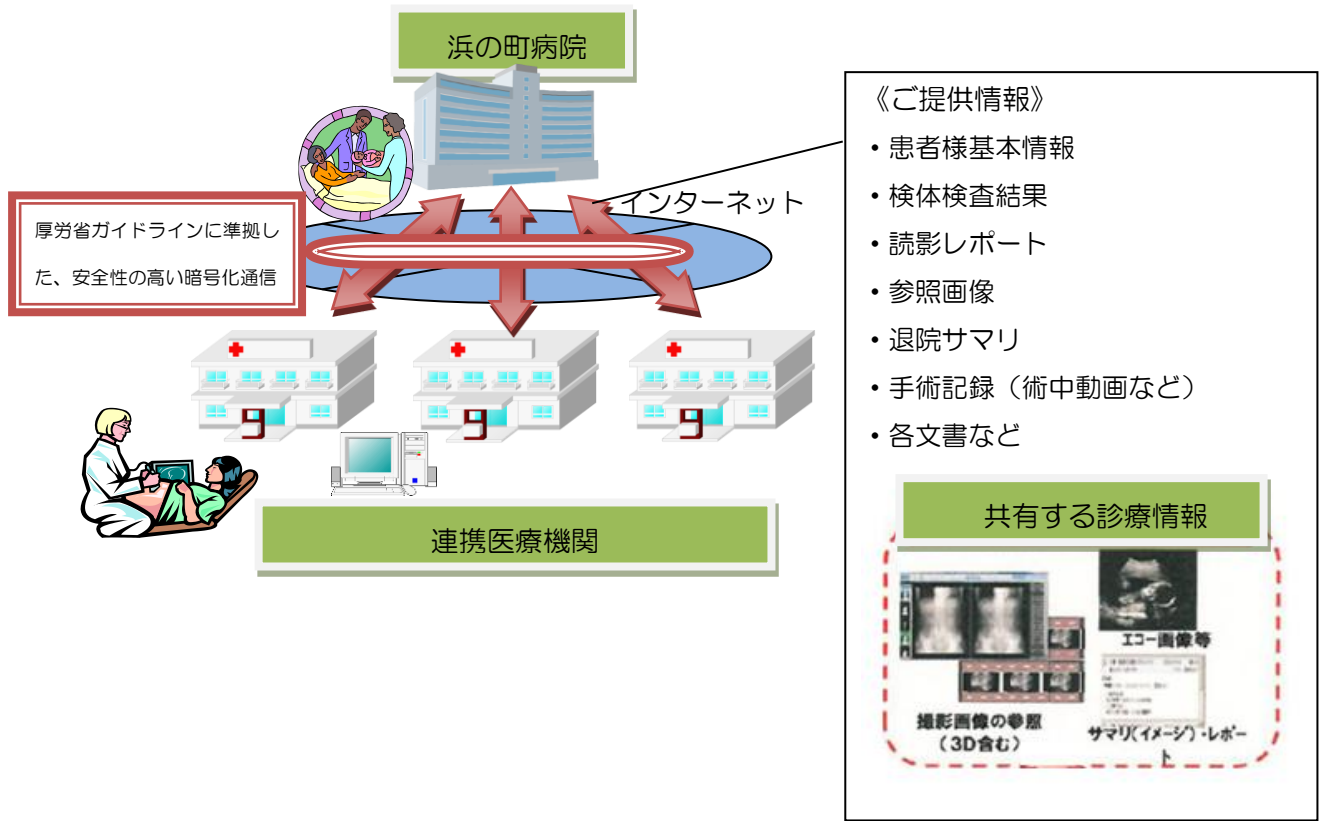 浜の町病院
インターネット
厚労省ガイドラインに準拠し
た、安全性の高い暗号化通信
連携医療機関
《ご提供情報》
・患者様基本情報
・検体検査結果
・読影レポート
・参照画像
・退院サマリ
・手術記録（術中動画など）
・各文書など
共有する診療情報
エコー画像等
撮影画像の参照
（3D含む）
サマリ(イメージ)・レポー
ト